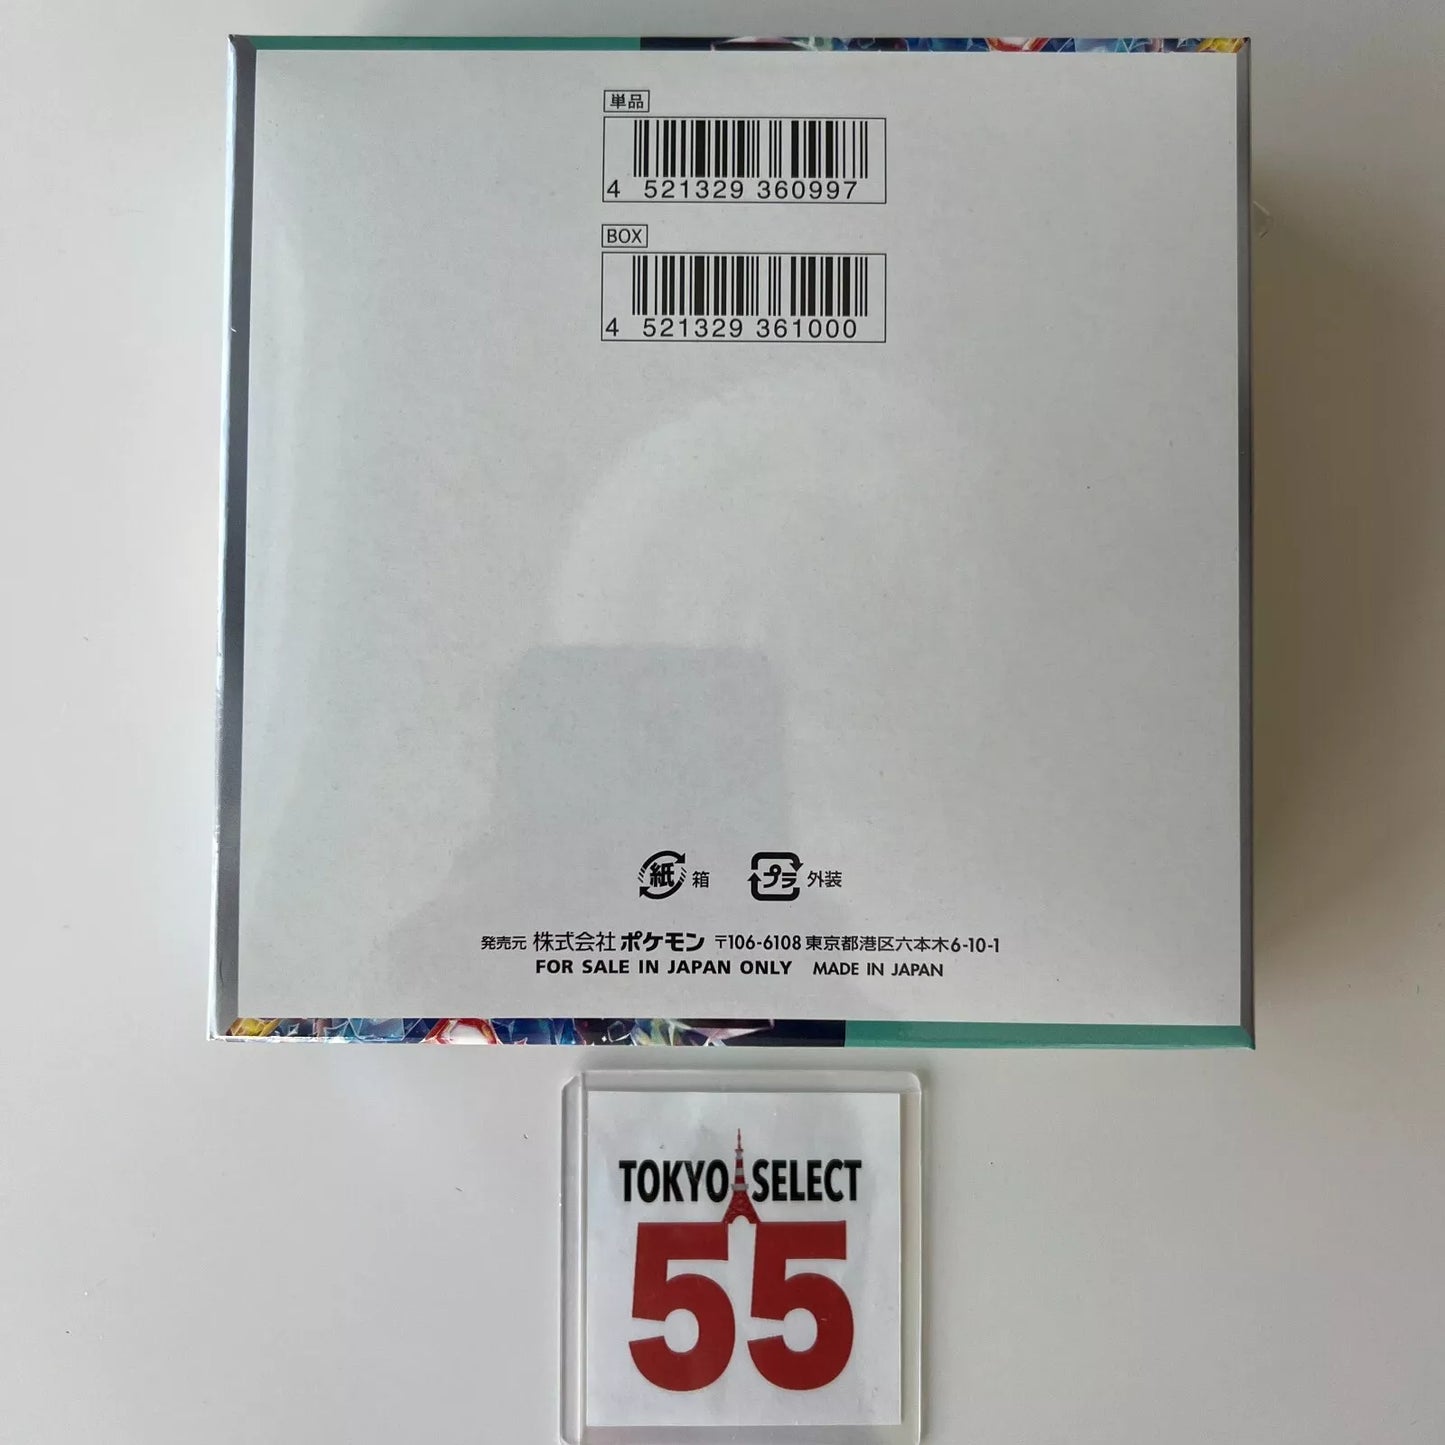 単品
4 521329 360997
BOX
4 521329 361000
紙 箱 プラ 外装
発売元 株式会社 ポケモン 〒106-6108 東京都港区六本木6-10-1
FOR SALE IN JAPAN ONLY MADE IN JAPAN
TOKYO SELECT
55